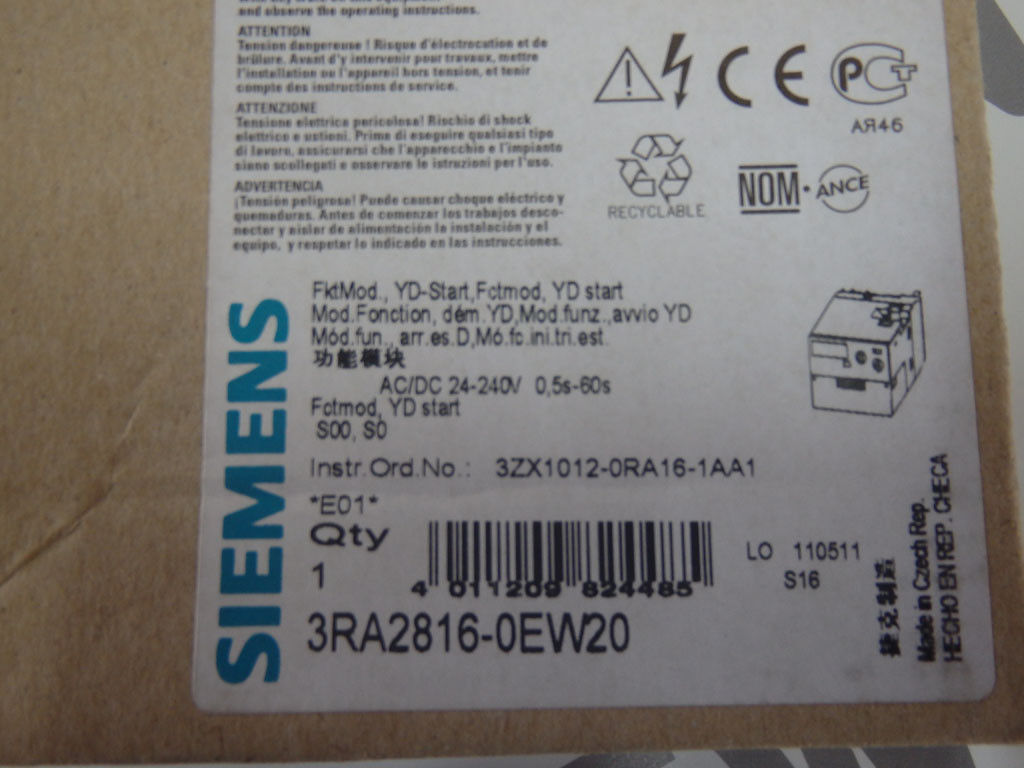 and observe the operating instructions.
ATTENTION
Tension dangereuse ! Risque d'électrocution et de
brûlure. Avant d'y intervenir pour travaux, mettre
l'installation ou l'appareil hors tension, et tenir
compte des instructions de service.
ATTENZIONE
Tensione elettrica pericolosa! Rischio di shock
elettrico e ustioni. Prima di eseguire qualsiasi tipo
di lavoro, assicurarsi che l'apparecchio e l'impianto
siano scollegati e osservare le istruzioni per l'uso.
ADVERTENCIA
¡Tensión peligrosa! Puede causar choque eléctrico y
quemaduras. Antes de comenzar los trabajos desco-
nectar y aislar de alimentación la instalación y el
equipo, y respetar lo indicado en las instrucciones.
CE
PCT
АЯ46
RECYCLABLE
NOM·ANCE
SIEMENS
FktMod., YD-Start,Fctmod, YD start
Mod.Fonction, dém.YD,Mod.funz.,avvio YD
Mód.fun., arr.es.D,Mó.fc.ini.tri.est.
功能模块
AC/DC 24-240V 0,5s-60s
Fctmod, YD start
S00, S0
Instr.Ord.No.: 3ZX1012-0RA16-1AA1
*E01*
Qty
1
4 011209 824485
3RA2816-0EW20
LO 110511
S16
捷克制造
Made in Czech Rep.
HECHO EN REP. CHECA